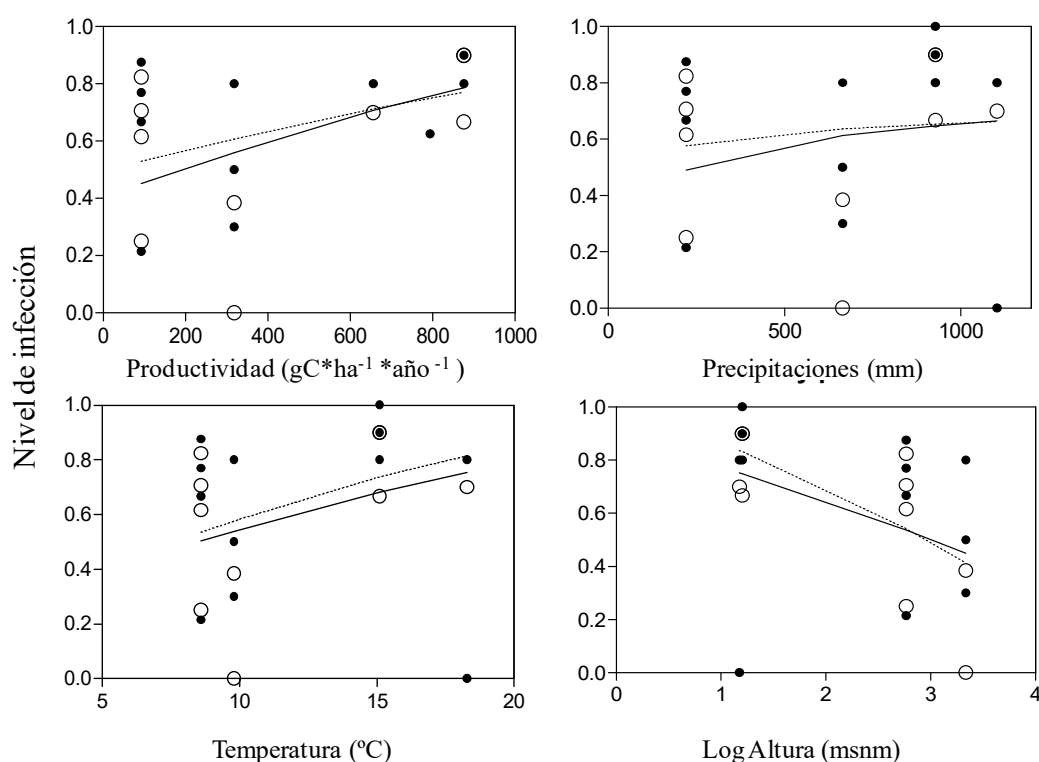 Nivel de infección
1.0
0.8
0.6
0.4
0.2
0.0
0 200 400 600 800 1000
Productividad (gC*ha⁻¹ *año ⁻¹ )
1.0
0.8
0.6
0.4
0.2
0.0
0 500 1000
Precipitaciones (mm)
1.0
0.8
0.6
0.4
0.2
0.0
5 10 15 20
Temperatura (ºC)
1.0
0.8
0.6
0.4
0.2
0.0
0 1 2 3 4
Log Altura (msnm)